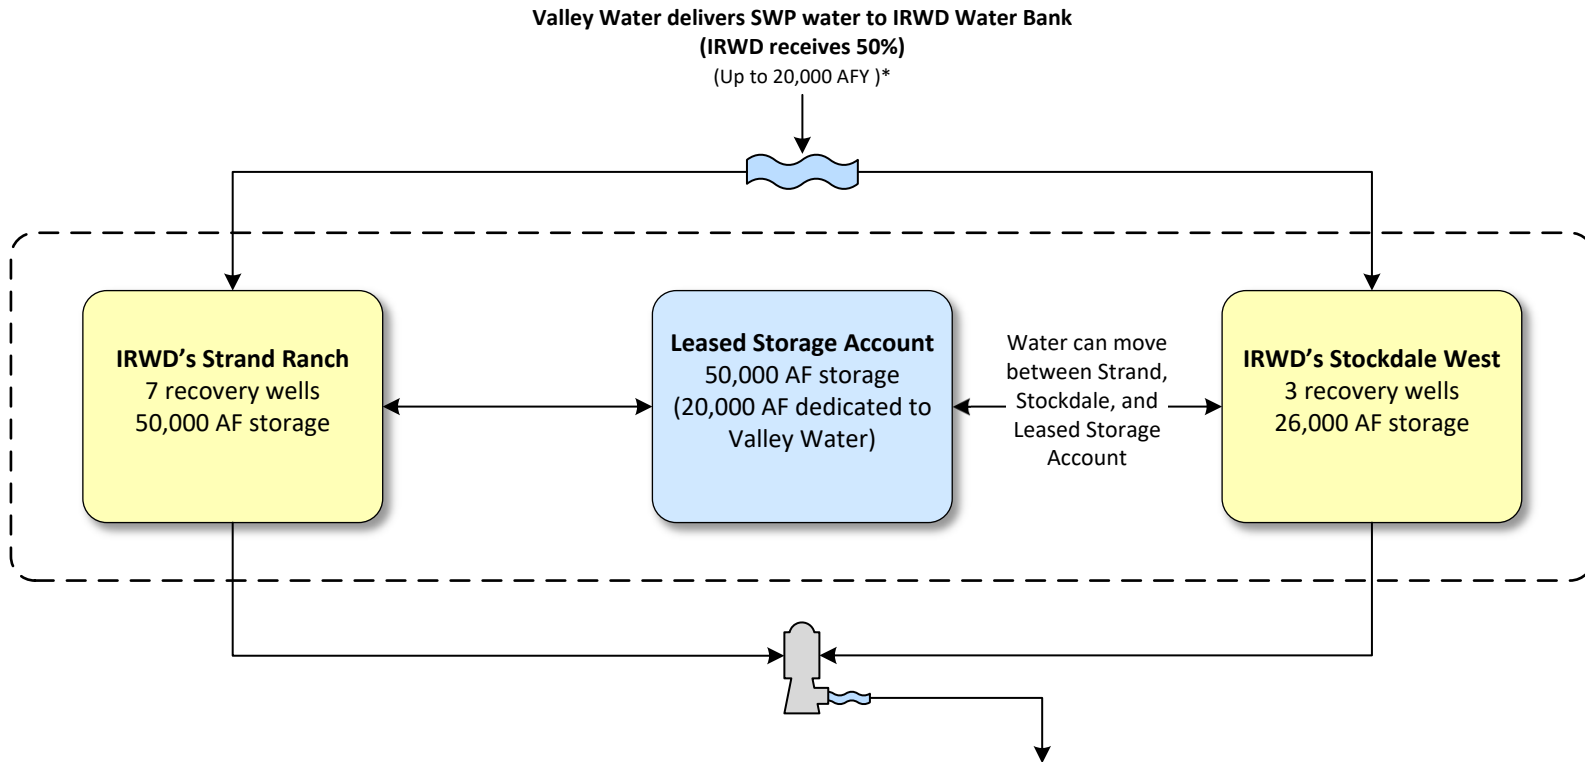 Valley Water delivers SWP water to IRWD Water Bank
(IRWD receives 50%)
(Up to 20,000 AFY )*
IRWD’s Strand Ranch
7 recovery wells
50,000 AF storage
Leased Storage Account
50,000 AF storage
(20,000 AF dedicated to
Valley Water)
Water can move
between Strand,
Stockdale, and
Leased Storage
Account
IRWD’s Stockdale West
3 recovery wells
26,000 AF storage